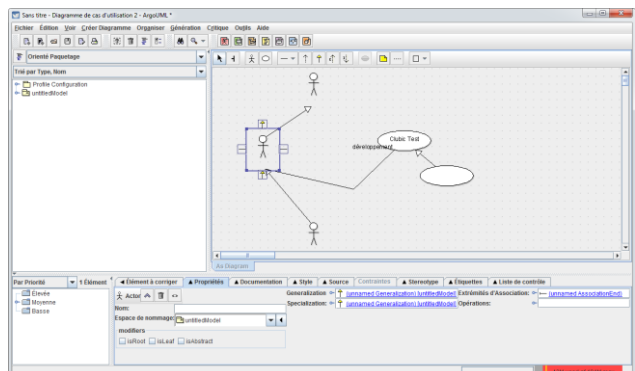 Sans titre - Diagramme de cas d'utilisation 2 - ArgoUML *
Fichier Edition Voir Créer Diagramme Organiser Génération Critique Outils Aide
Orienté Paquetage
Trié par Type, Nom
Profile Configuration
untitledModel
Clubic Test
développement
As Diagram
Par Priorité
1 Élément
Élevée
Moyenne
Basse
Élément à corriger
Propriétés
Documentation
Style
Source
Contraintes
Stereotype
Étiquettes
Liste de contrôle
Actor
Nom:
Espace de nommage:
untitledModel
modifiers
isRoot isLeaf isAbstract
Generalization
(unnamed Generalization) [untitledModel]
Specialization:
(unnamed Generalization) [untitledModel]
Extrémités d'Association:
(unnamed AssociationEnd)
Opérations: